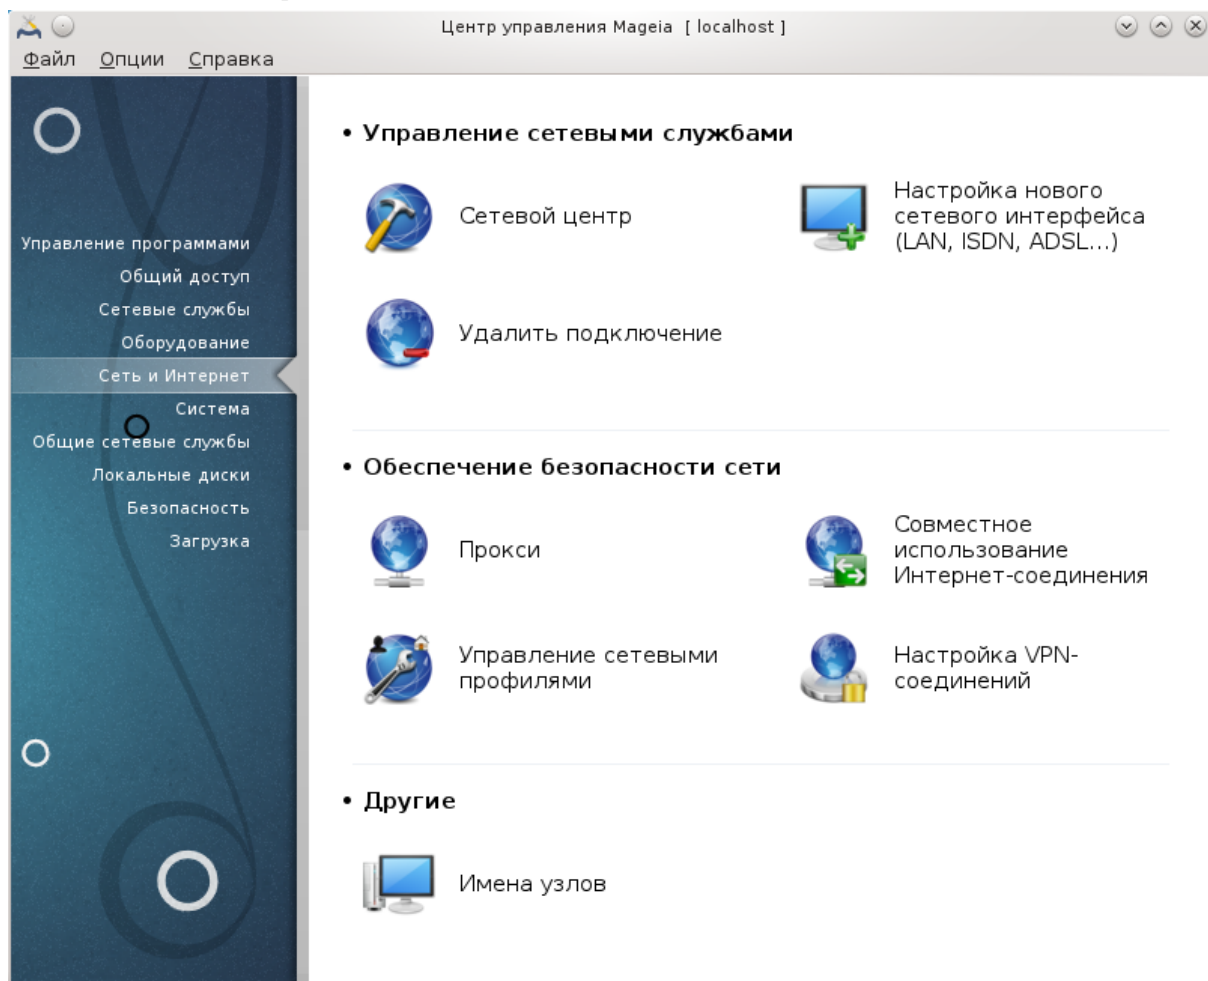 Центр управления Mageia [ localhost ]
Файл Опции Справка
Управление программами
Общий доступ
Сетевые службы
Оборудование
Сеть и Интернет
Система
Общие сетевые службы
Локальные диски
Безопасность
Загрузка
• Управление сетевыми службами
Сетевой центр
Настройка нового
сетевого интерфейса
(LAN, ISDN, ADSL...)
Удалить подключение
• Обеспечение безопасности сети
Прокси
Совместное
использование
Интернет-соединения
Управление сетевыми
профилями
Настройка VPN-
соединений
• Другие
Имена узлов